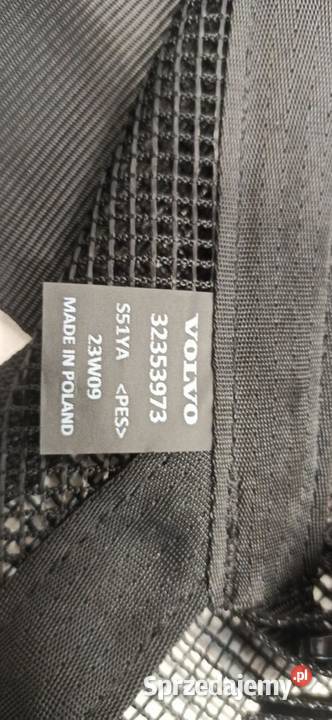 VOLVO
32353973
S51YA <PES>
23W09
MADE IN POLAND
Sprzedajemy.pl